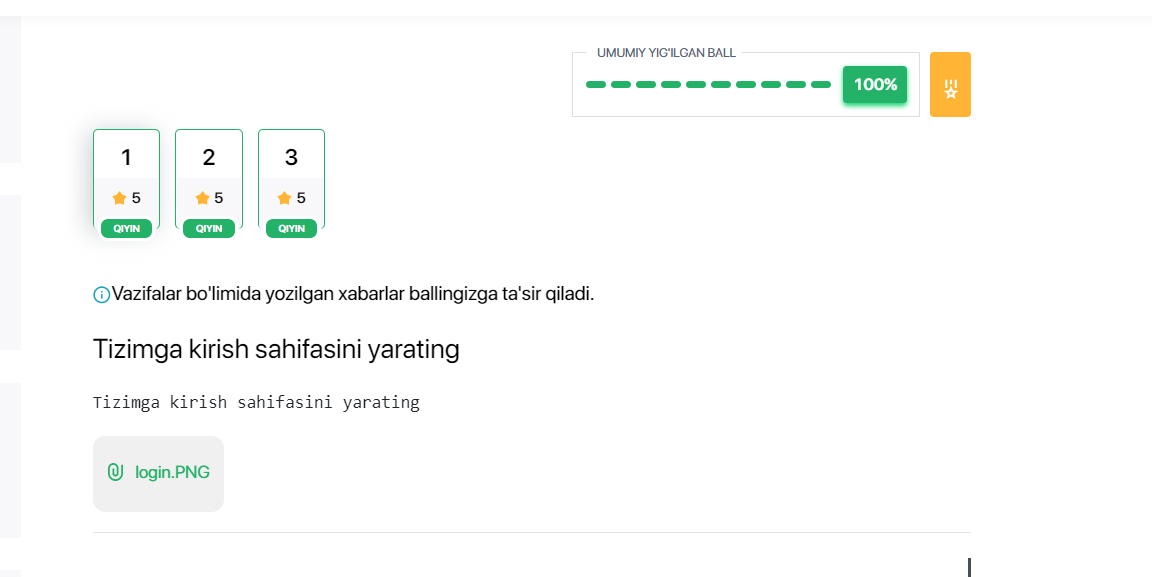 UMUMIY YIG'ILGAN BALL
100%
1 2 3
5 5 5
QIYIN QIYIN QIYIN
Vazifalar bo'limida yozilgan xabarlar ballingizga ta'sir qiladi.
Tizimga kirish sahifasini yarating
Tizimga kirish sahifasini yarating
login.PNG